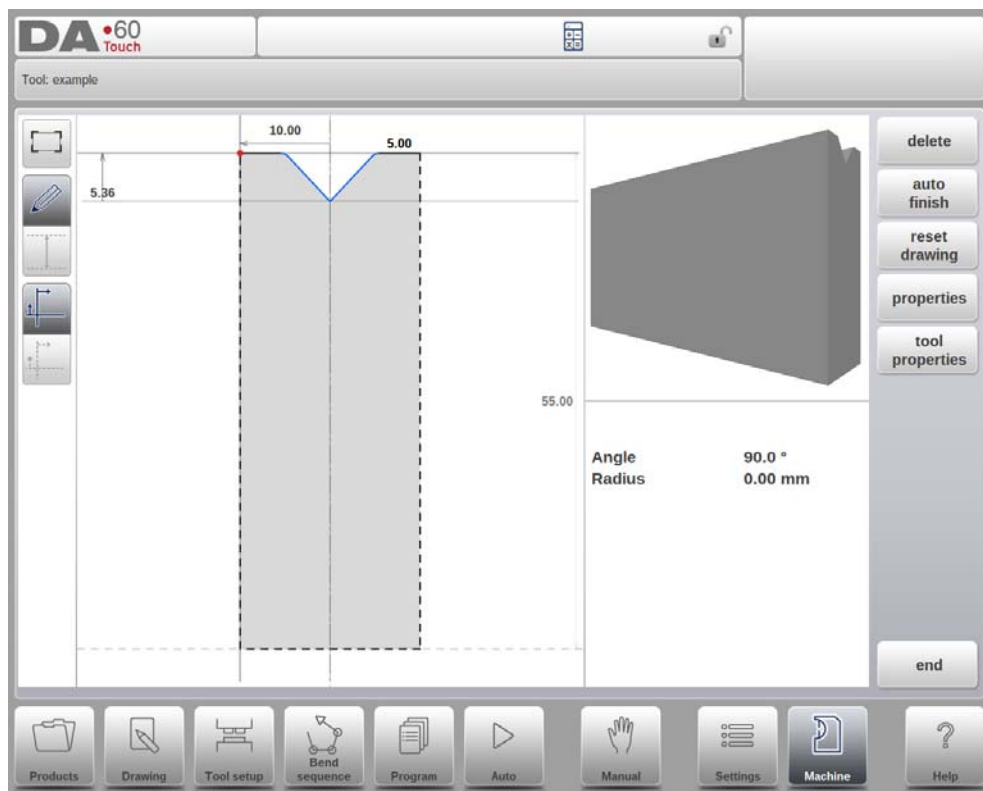 DA•60
Touch
Tool: example
10.00
5.00
5.36
55.00
Angle 90.0 °
Radius 0.00 mm
delete
auto
finish
reset
drawing
properties
tool
properties
end
Products
Drawing
Tool setup
Bend
sequence
Program
Auto
Manual
Settings
Machine
?
Help